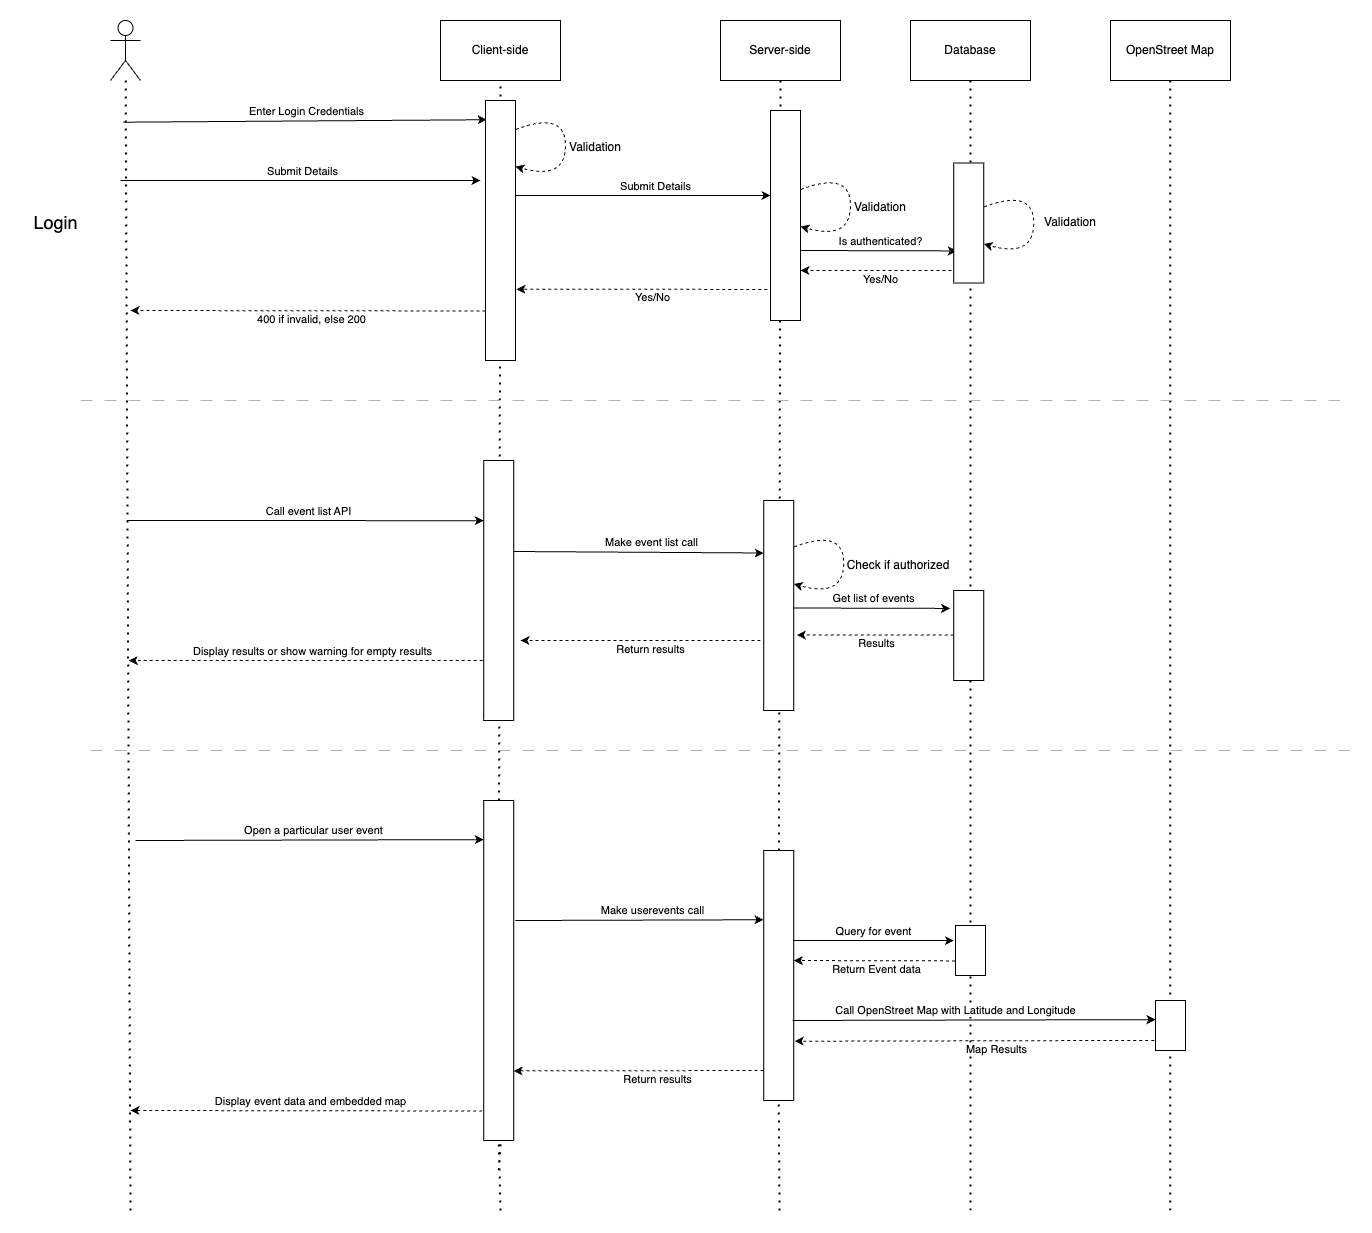 Client-side
Server-side
Database
OpenStreet Map
Enter Login Credentials
Validation
Submit Details
Submit Details
Validation
Login
Validation
Is authenticated?
Yes/No
Yes/No
400 if invalid, else 200
Call event list API
Make event list call
Check if authorized
Get list of events
Results
Return results
Display results or show warning for empty results
Open a particular user event
Make userevents call
Query for event
Return Event data
Call OpenStreet Map with Latitude and Longitude
Map Results
Return results
Display event data and embedded map